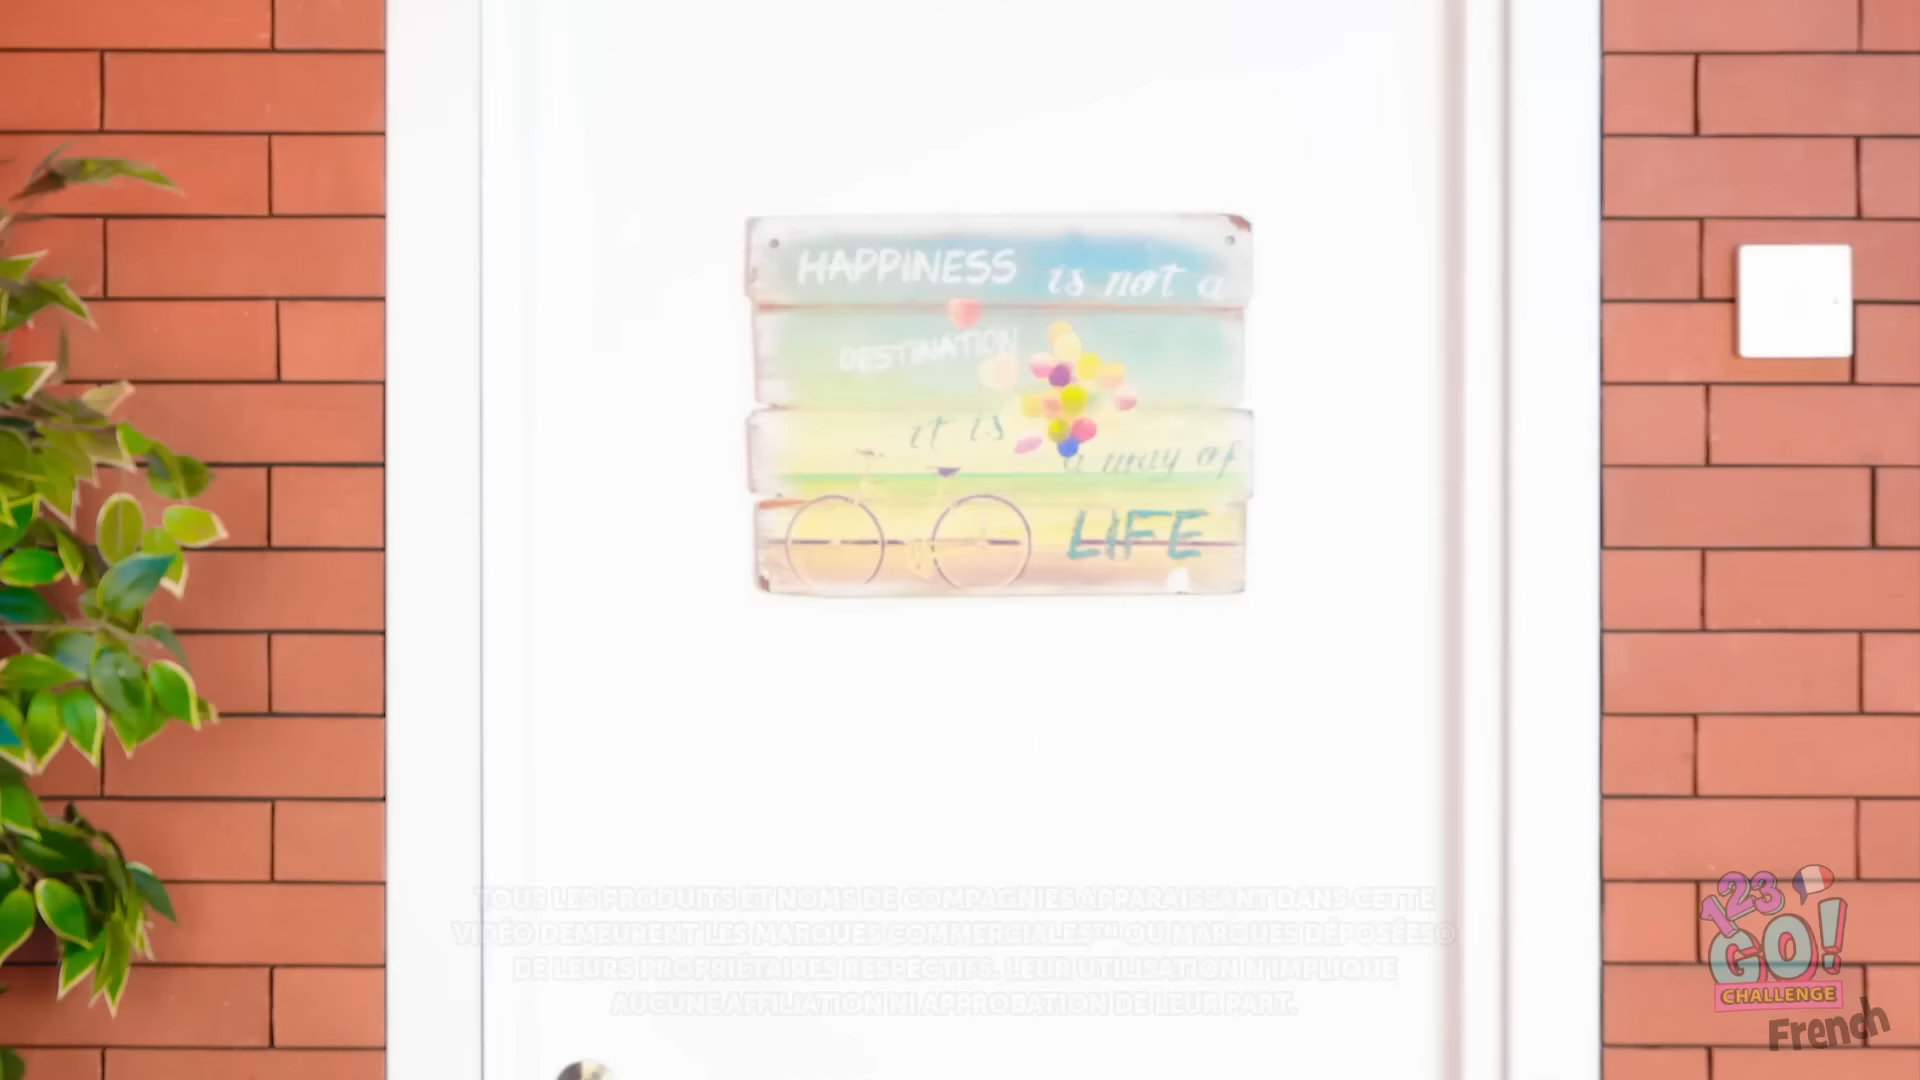 HAPPINESS is not a
DESTINATION
it is
a way of
LIFE
TOUS LES PRODUITS ET NOMS DE COMPAGNIES APPARAISSANT DANS CETTE
VIDÉO DEMEURENT LES MARQUES COMMERCIALES™ OU MARQUES DÉPOSÉES®
DE LEURS PROPRIÉTAIRES RESPECTIFS. LEUR UTILISATION N'IMPLIQUE
AUCUNE AFFILIATION NI APPROBATION DE LEUR PART.
123
GO!
CHALLENGE
French